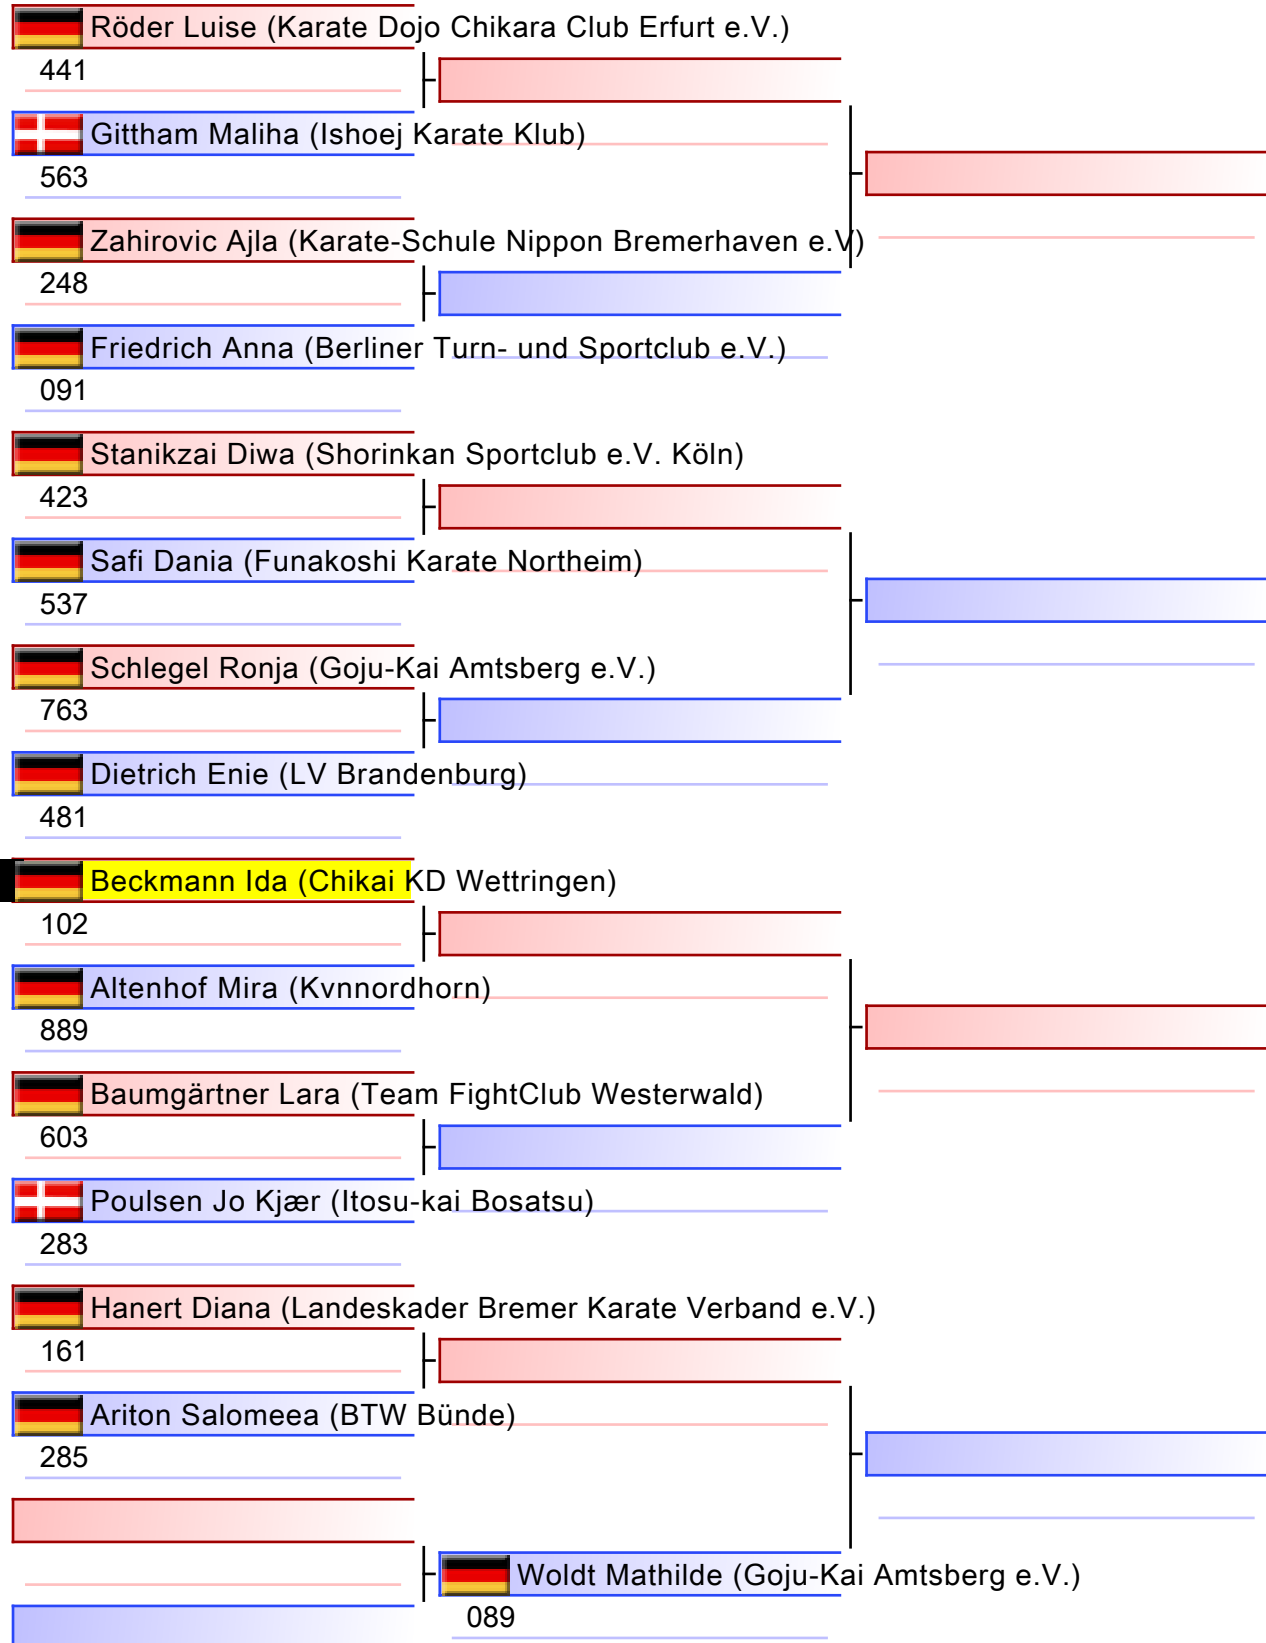 Röder Luise (Karate Dojo Chikara Club Erfurt e.V.)
441
Gittham Maliha (Ishoej Karate Klub)
563
Zahirovic Ajla (Karate-Schule Nippon Bremerhaven e.V)
248
Friedrich Anna (Berliner Turn- und Sportclub e.V.)
091
Stanikzai Diwa (Shorinkan Sportclub e.V. Köln)
423
Safi Dania (Funakoshi Karate Northeim)
537
Schlegel Ronja (Goju-Kai Amtsberg e.V.)
763
Dietrich Enie (LV Brandenburg)
481
Beckmann Ida (Chikai KD Wettringen)
102
Altenhof Mira (Kvnnordhorn)
889
Baumgärtner Lara (Team FightClub Westerwald)
603
Poulsen Jo Kjær (Itosu-kai Bosatsu)
283
Hanert Diana (Landeskader Bremer Karate Verband e.V.)
161
Ariton Salomeea (BTW Bünde)
285
Woldt Mathilde (Goju-Kai Amtsberg e.V.)
089